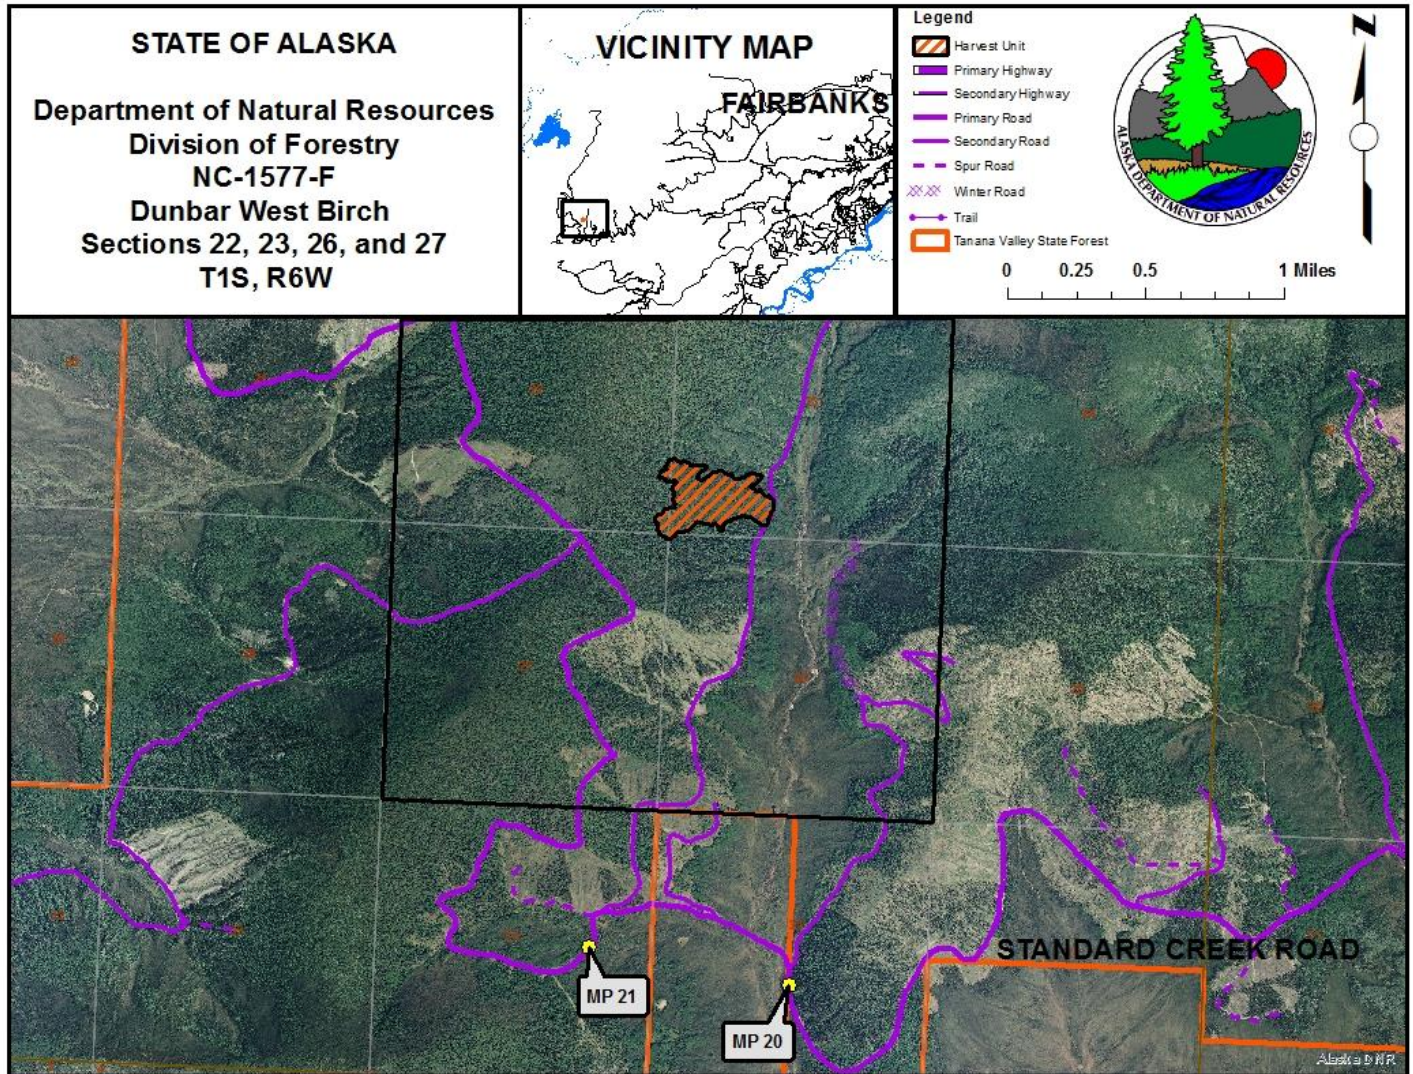 STATE OF ALASKA
Department of Natural Resources
Division of Forestry
NC-1577-F
Dunbar West Birch
Sections 22, 23, 26, and 27
T1S, R6W
VICINITY MAP
FAIRBANKS
Legend
Harvest Unit
Primary Highway
Secondary Highway
Primary Road
Secondary Road
Spur Road
Winter Road
Trail
Tanana Valley State Forest
ALASKA DEPARTMENT OF NATURAL RESOURCES
N
0 0.25 0.5 1 Miles
STANDARD CREEK ROAD
MP 21
MP 20
Alaska DNR